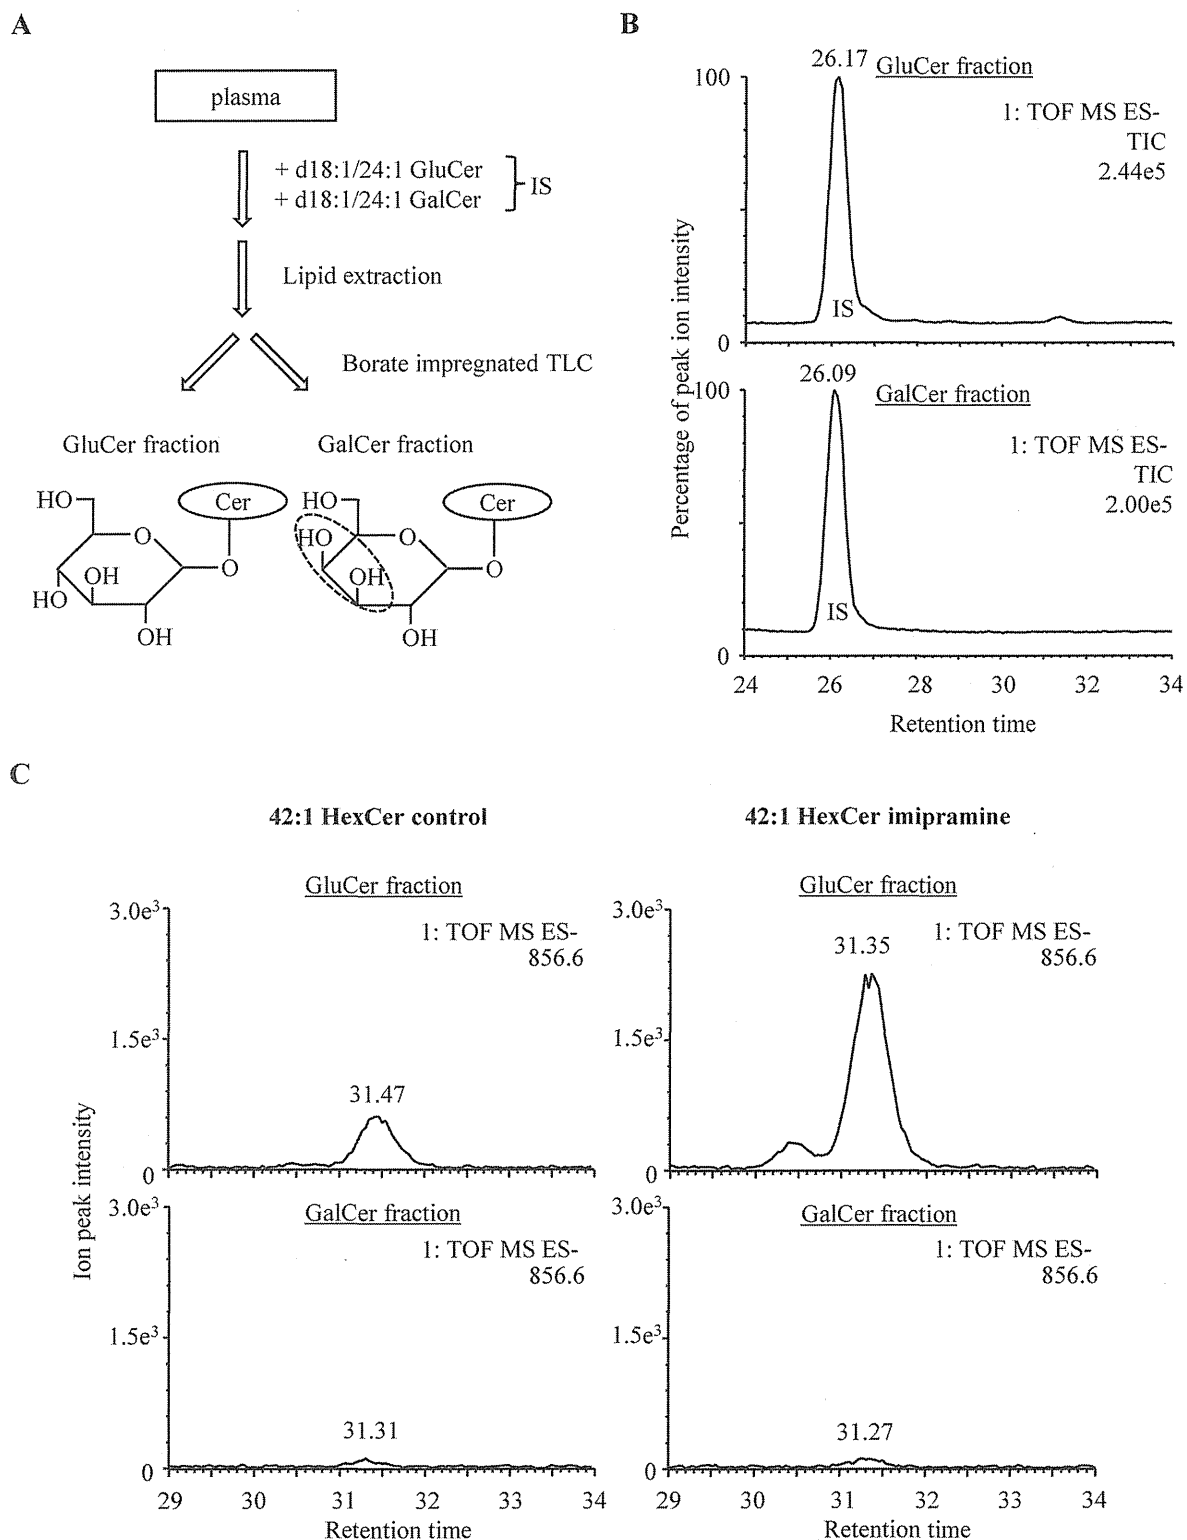 A
plasma
+ d18:1/24:1 GluCer
+ d18:1/24:1 GalCer
IS
Lipid extraction
Borate impregnated TLC
GluCer fraction
GalCer fraction
HO
Cer
O
O
OH
HO
OH
HO
Cer
HO
O
O
OH
OH
B
Percentage of peak ion intensity
26.17
GluCer fraction
100
1: TOF MS ES-
TIC
2.44e5
IS
0
26.09
100
GalCer fraction
1: TOF MS ES-
TIC
2.00e5
IS
0
24 26 28 30 32 34
Retention time
C
42:1 HexCer control
42:1 HexCer imipramine
Ion peak intensity
GluCer fraction
3.0e³
1: TOF MS ES-
856.6
1.5e³
31.47
0
GluCer fraction
3.0e³
1: TOF MS ES-
856.6
31.35
1.5e³
0
GalCer fraction
3.0e³
1: TOF MS ES-
856.6
1.5e³
31.31
0
29 30 31 32 33 34
Retention time
GalCer fraction
3.0e³
1: TOF MS ES-
856.6
1.5e³
31.27
0
29 30 31 32 33 34
Retention time